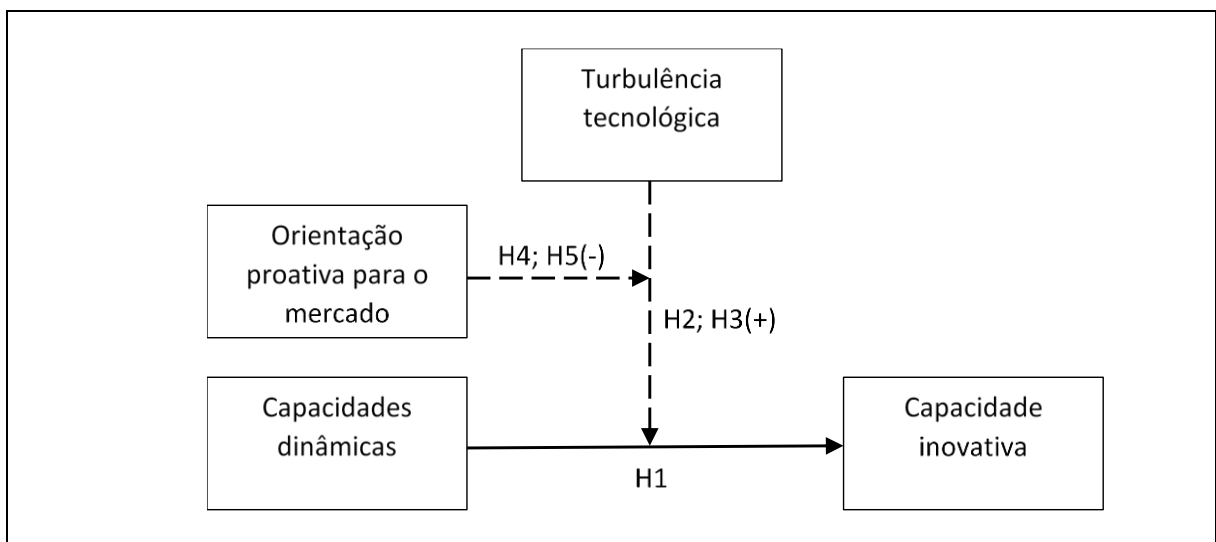 Turbulência
tecnológica
Orientação
proativa para o
mercado
H4; H5(-)
H2; H3(+)
Capacidades
dinâmicas
Capacidade
inovativa
H1